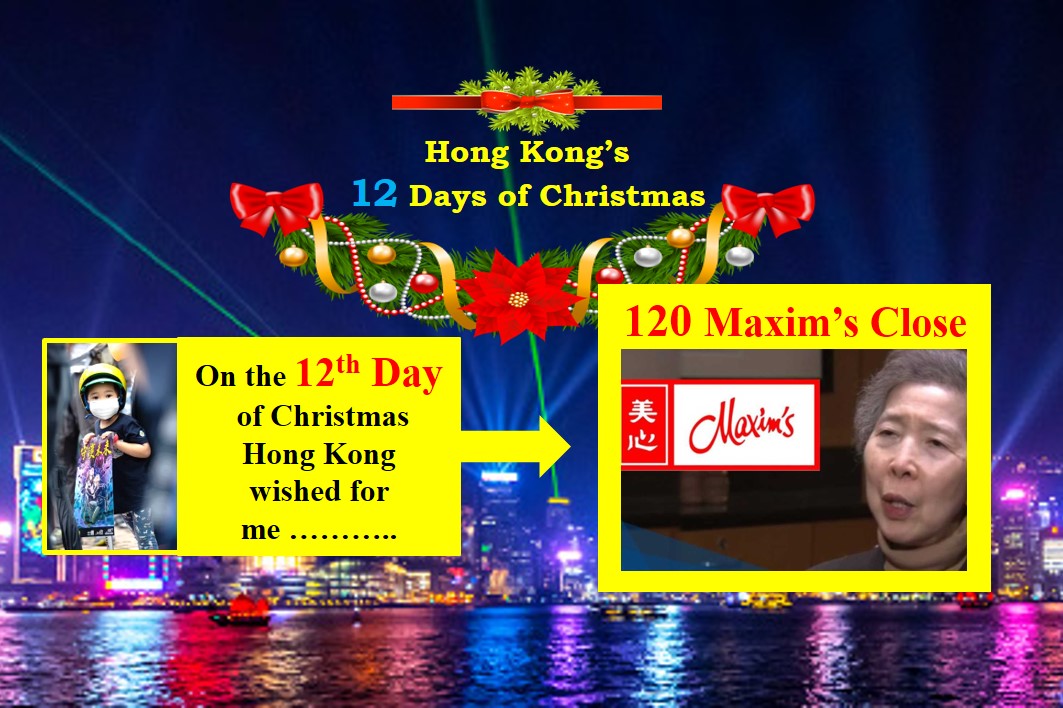 Hong Kong’s
12 Days of Christmas
120 Maxim’s Close
On the 12th Day
of Christmas
Hong Kong
wished for
me ………..
美心
Maxim's